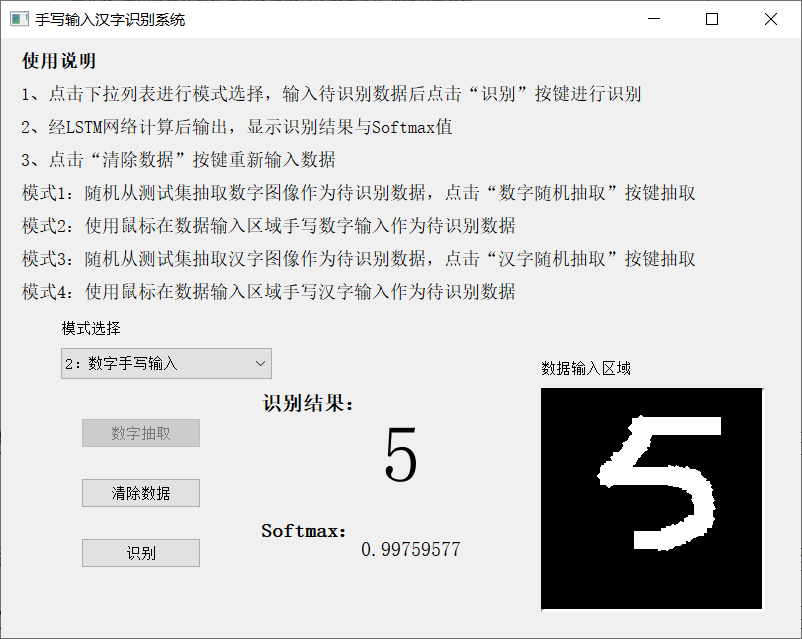 手写输入汉字识别系统
使用说明
1、点击下拉列表进行模式选择，输入待识别数据后点击“识别”按键进行识别
2、经LSTM网络计算后输出，显示识别结果与Softmax值
3、点击“清除数据”按键重新输入数据
模式1：随机从测试集抽取数字图像作为待识别数据，点击“数字随机抽取”按键抽取
模式2：使用鼠标在数据输入区域手写数字输入作为待识别数据
模式3：随机从测试集抽取汉字图像作为待识别数据，点击“汉字随机抽取”按键抽取
模式4：使用鼠标在数据输入区域手写汉字输入作为待识别数据
模式选择
2：数字手写输入
数据输入区域
识别结果：
数字抽取
5
5
清除数据
Softmax：
0.99759577
识别